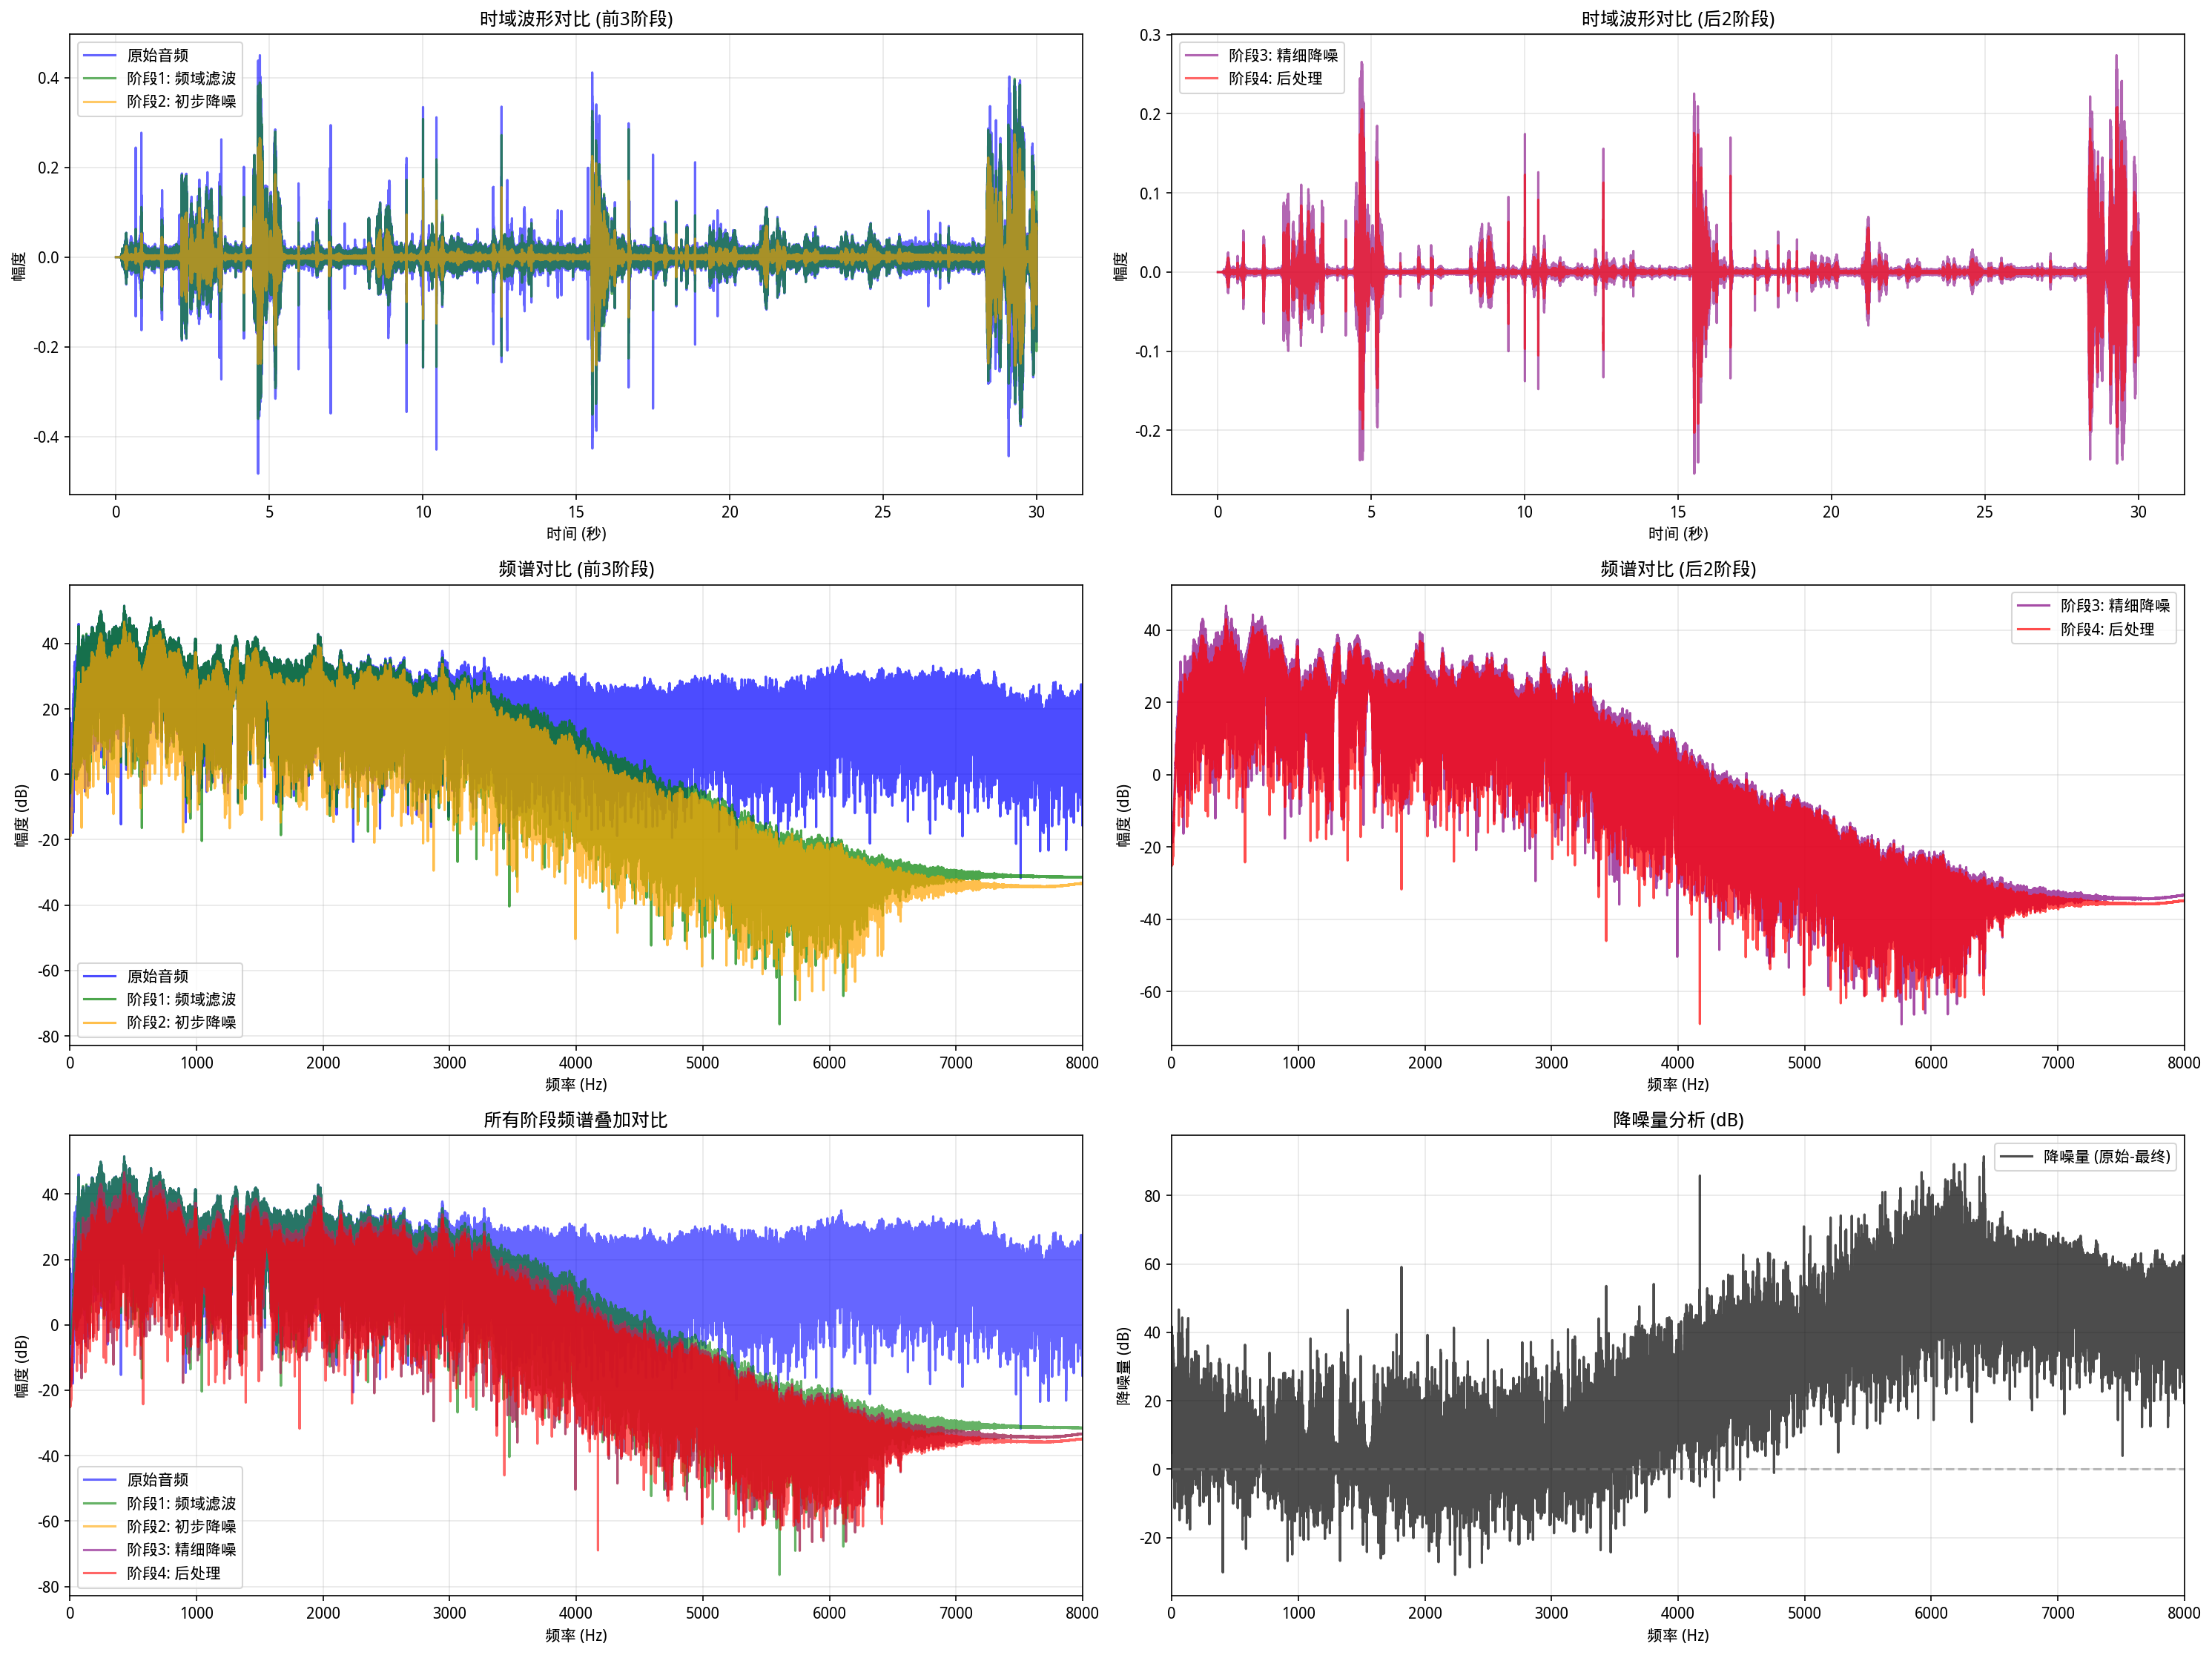 时域波形对比 (前3阶段)
原始音频
阶段1: 频域滤波
阶段2: 初步降噪
幅度
0.4
0.2
0.0
-0.2
-0.4
0 5 10 15 20 25 30
时间 (秒)
时域波形对比 (后2阶段)
阶段3: 精细降噪
阶段4: 后处理
幅度
0.3
0.2
0.1
0.0
-0.1
-0.2
0 5 10 15 20 25 30
时间 (秒)
频谱对比 (前3阶段)
幅度 (dB)
40
20
0
-20
-40
-60
-80
原始音频
阶段1: 频域滤波
阶段2: 初步降噪
0 1000 2000 3000 4000 5000 6000 7000 8000
频率 (Hz)
频谱对比 (后2阶段)
阶段3: 精细降噪
阶段4: 后处理
幅度 (dB)
40
20
0
-20
-40
-60
0 1000 2000 3000 4000 5000 6000 7000 8000
频率 (Hz)
所有阶段频谱叠加对比
幅度 (dB)
40
20
0
-20
-40
-60
-80
原始音频
阶段1: 频域滤波
阶段2: 初步降噪
阶段3: 精细降噪
阶段4: 后处理
0 1000 2000 3000 4000 5000 6000 7000 8000
频率 (Hz)
降噪量分析 (dB)
降噪量 (原始-最终)
降噪量 (dB)
80
60
40
20
0
-20
0 1000 2000 3000 4000 5000 6000 7000 8000
频率 (Hz)